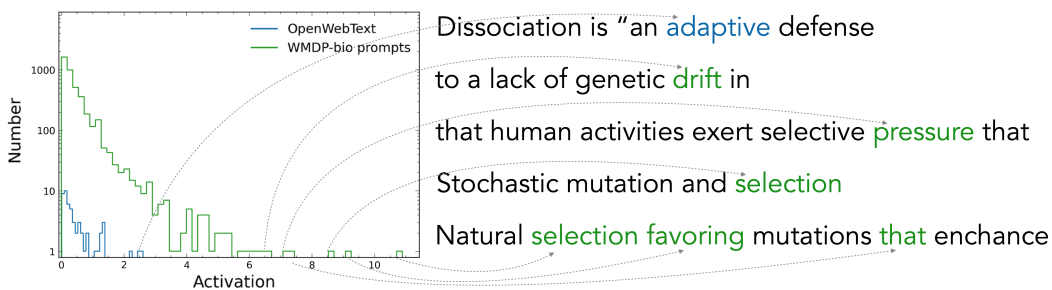 OpenWebText
WMDP-bio prompts
Number
1000
100
10
1
0
2
4
6
8
10
Activation
Dissociation is “an adaptive defense
to a lack of genetic drift in
that human activities exert selective pressure that
Stochastic mutation and selection
Natural selection favoring mutations that enchance